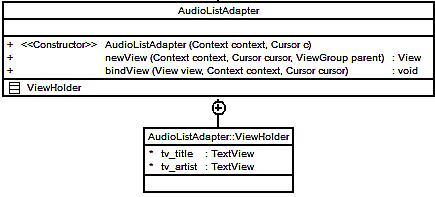 AudioListAdapter
+ <<Constructor>> AudioListAdapter (Context context, Cursor c)
+ newView (Context context, Cursor cursor, ViewGroup parent) : View
+ bindView (View view, Context context, Cursor cursor) : void
ViewHolder
AudioListAdapter::ViewHolder
* tv_title : TextView
* tv_artist : TextView